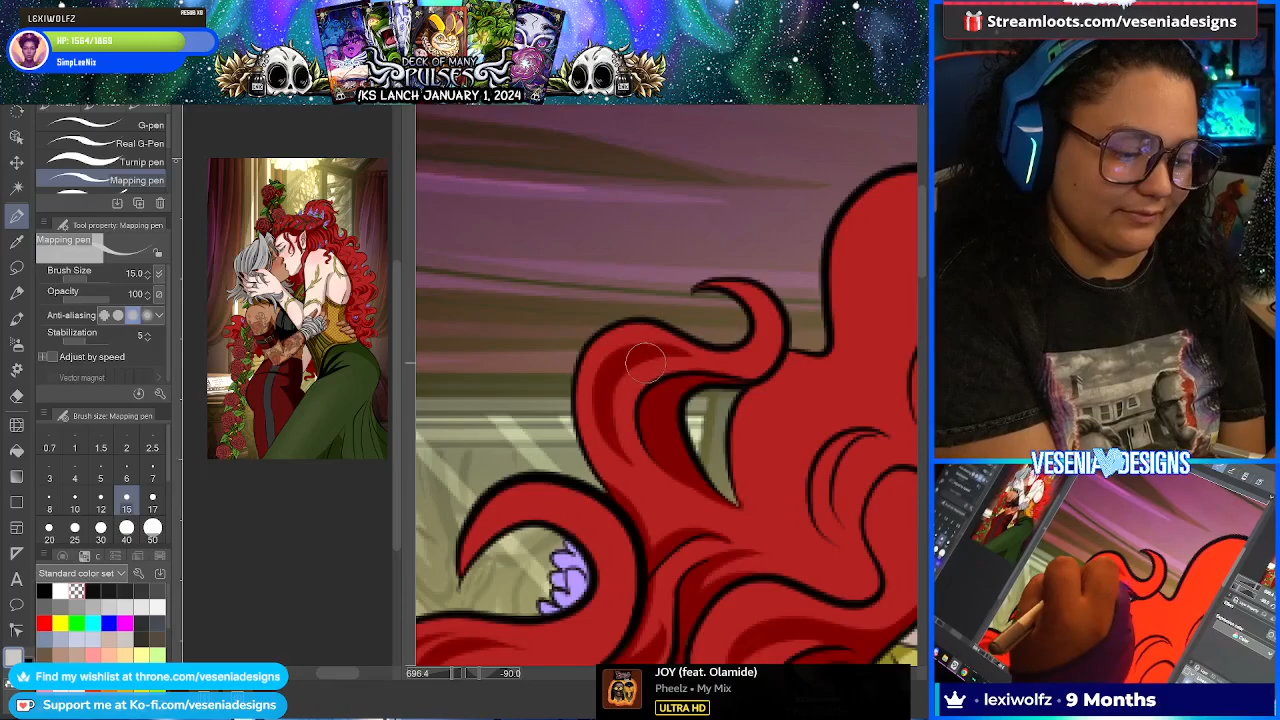 LEXIWOLFZ
HP: 1564/1869
SimpLeeNiz
DECK OF MANY
PULSES
!KS LANCH JANUARY 1, 2024
Streamloots.com/veseniadesigns
G-pen
Real G-Pen
Turnip pen
Mapping pen
Tool property: Mapping pen
Mapping pen
Brush Size 15.0
Opacity 100
Anti-aliasing
Stabilization 5
Adjust by speed
Vector magnet
Brush size: Mapping pen
0.7 1 1.5 2 2.5
3 4 5 6 7
8 10 12 15 17
20 25 30 40 50
Standard color set
696.4 -90.0
Find my wishlist at throne.com/veseniadesigns
Support me at Ko-fi.com/veseniadesigns
JOY (feat. Olamide)
Pheelz • My Mix
ULTRA HD
VESENIA DESIGNS
lexiwolfz 9 Months